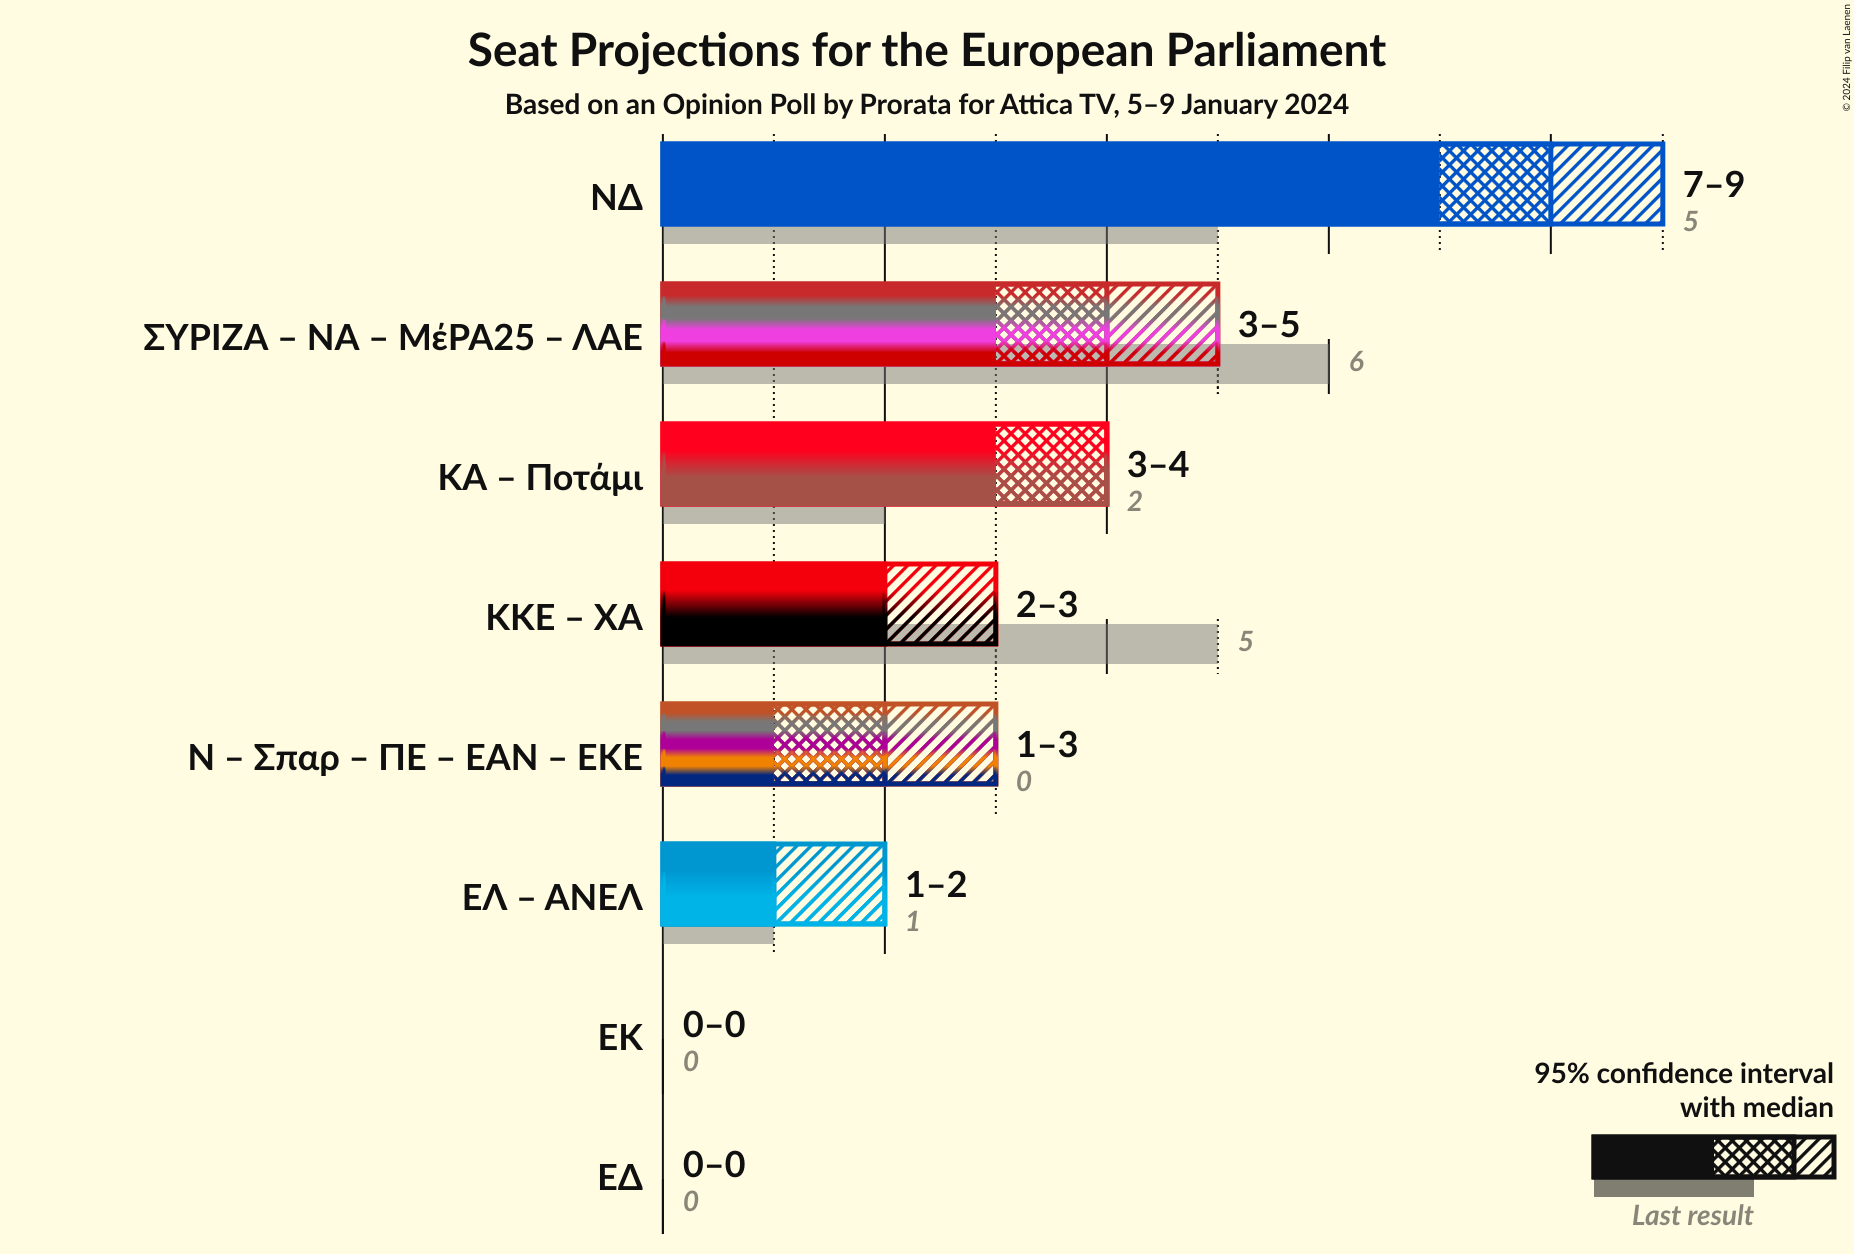 Seat Projections for the European Parliament
Based on an Opinion Poll by Prorata for Attica TV, 5–9 January 2024
© 2024 Filip van Laenen
ΝΔ
7–9
5
ΣΥΡΙΖΑ – ΝΑ – ΜέΡΑ25 – ΛΑΕ
3–5
6
ΚΑ – Ποτάμι
3–4
2
ΚΚΕ – ΧΑ
2–3
5
Ν – Σπαρ – ΠΕ – ΕΑΝ – ΕΚΕ
1–3
0
ΕΛ – ΑΝΕΛ
1–2
1
ΕΚ
0–0
0
ΕΔ
0–0
0
95% confidence interval
with median
Last result